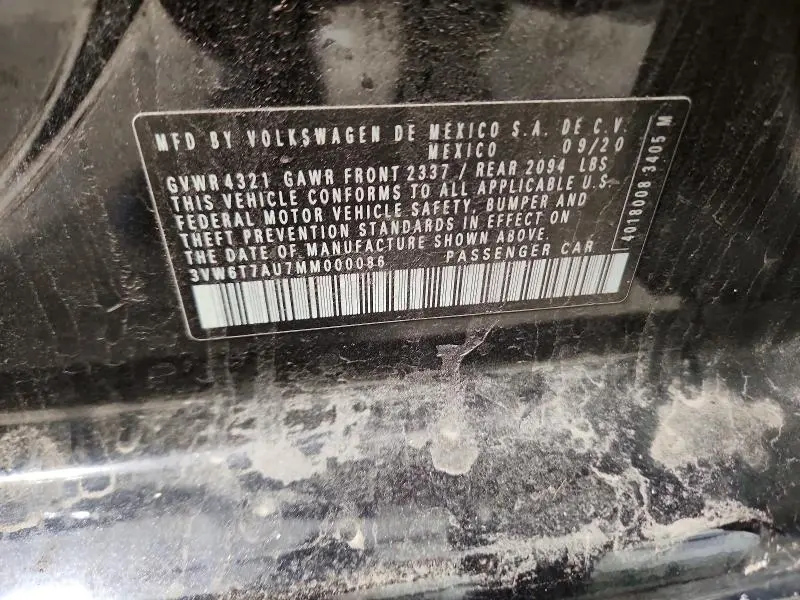 MFD BY VOLKSWAGEN DE MEXICO S.A. DE C.V.
MEXICO 09/20
GVWR 4321 GAWR FRONT 2337 / REAR 2094 LBS
THIS VEHICLE CONFORMS TO ALL APPLICABLE U.S.
FEDERAL MOTOR VEHICLE SAFETY, BUMPER AND
THEFT PREVENTION STANDARDS IN EFFECT ON
THE DATE OF MANUFACTURE SHOWN ABOVE.
3VW6T7AU7MM000086 PASSENGER CAR
4018008 3405 M